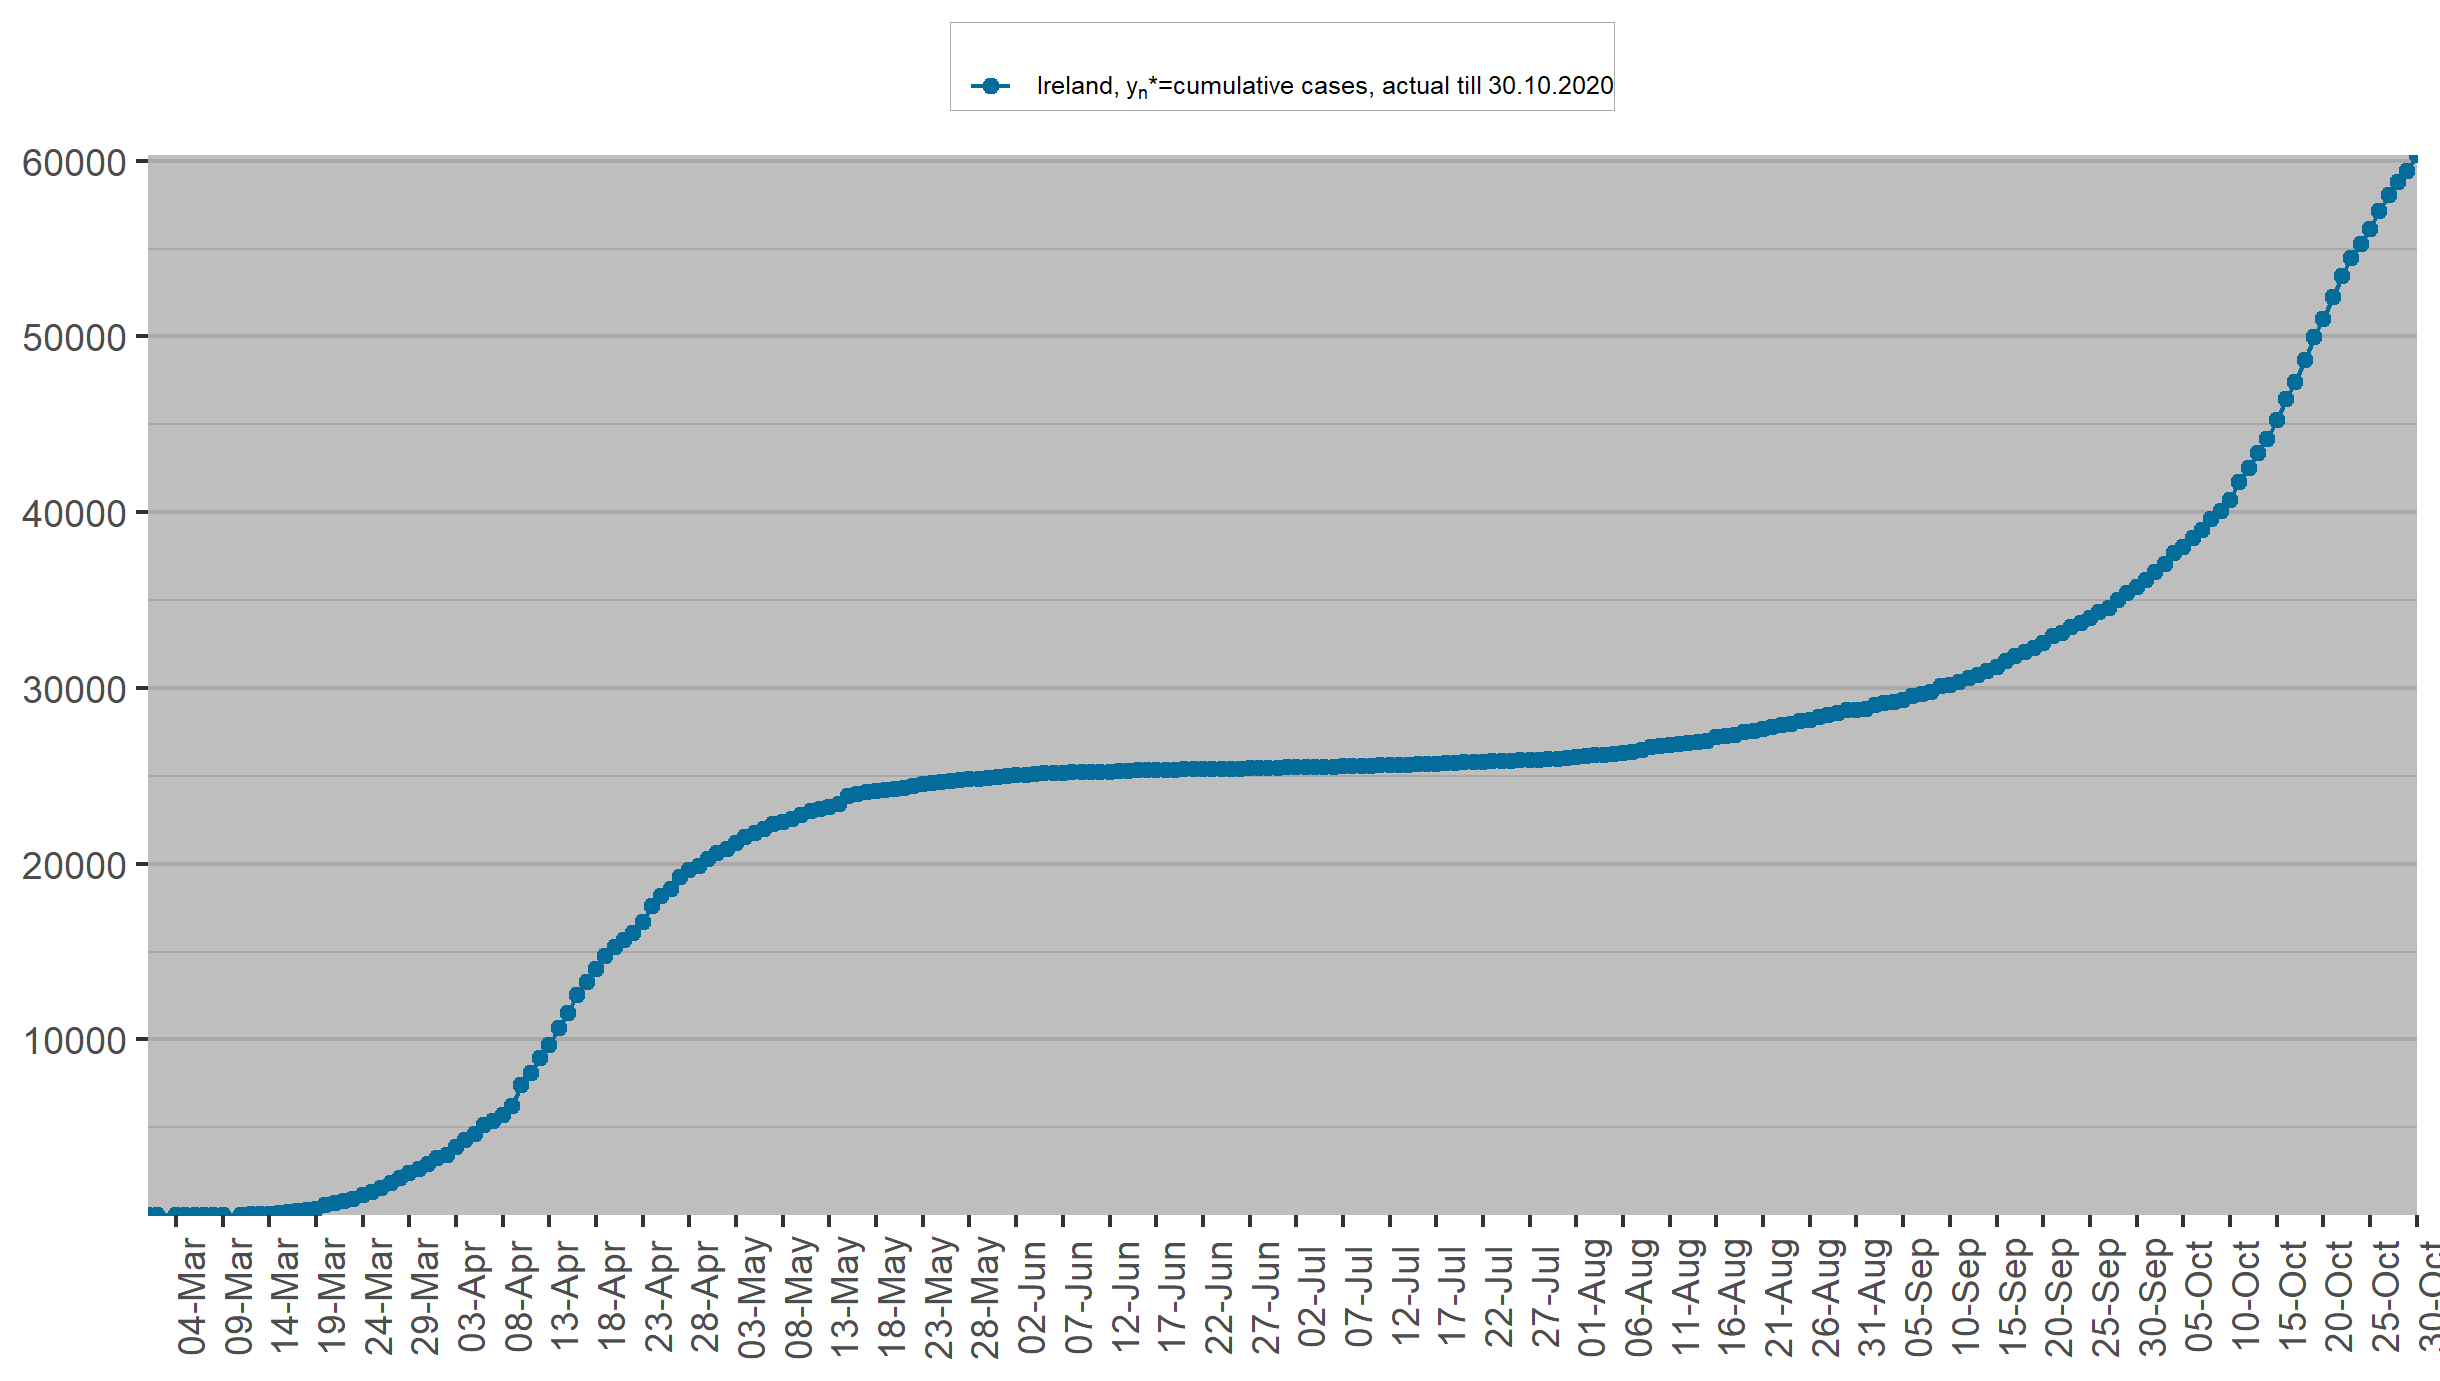 Ireland, yn*=cumulative cases, actual till 30.10.2020
60000
50000
40000
30000
20000
10000
04-Mar
09-Mar
14-Mar
19-Mar
24-Mar
29-Mar
03-Apr
08-Apr
13-Apr
18-Apr
23-Apr
28-Apr
03-May
08-May
13-May
18-May
23-May
28-May
02-Jun
07-Jun
12-Jun
17-Jun
22-Jun
27-Jun
02-Jul
07-Jul
12-Jul
17-Jul
22-Jul
27-Jul
01-Aug
06-Aug
11-Aug
16-Aug
21-Aug
26-Aug
31-Aug
05-Sep
10-Sep
15-Sep
20-Sep
25-Sep
30-Sep
05-Oct
10-Oct
15-Oct
20-Oct
25-Oct
30-Oct